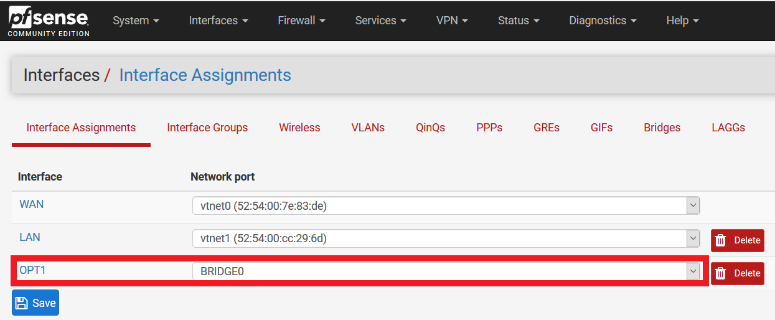 pfsense System Interfaces Firewall Services VPN Status Diagnostics Help
COMMUNITY EDITION
Interfaces / Interface Assignments
Interface Assignments Interface Groups Wireless VLANs QinQs PPPs GREs GIFs Bridges LAGGs
Interface Network port
WAN vtnet0 (52:54:00:7e:83:de)
LAN vtnet1 (52:54:00:cc:29:6d) Delete
OPT1 BRIDGE0 Delete
Save